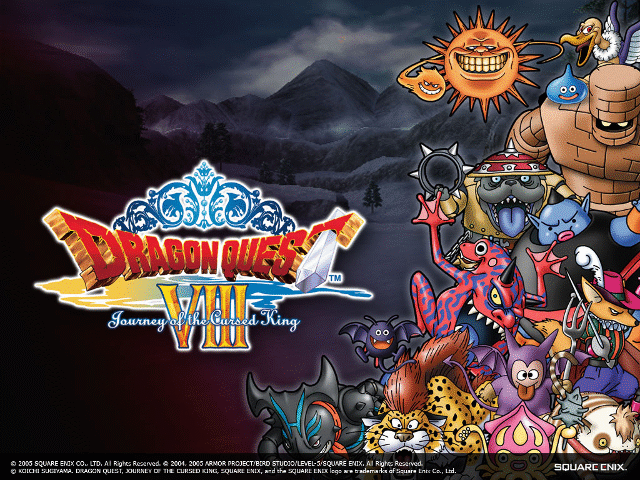 DRAGON QUEST
TM
VIII
Journey of the Cursed King
© 2005 SQUARE ENIX CO., LTD. All Rights Reserved. © 2004, 2005 ARMOR PROJECT/BIRD STUDIO/LEVEL-5/SQUARE ENIX. All Rights Reserved.
© KOICHI SUGIYAMA. DRAGON QUEST, JOURNEY OF THE CURSED KING, SQUARE ENIX, and the SQUARE ENIX logo are trademarks of Square Enix Co., Ltd.
SQUARE ENIX.